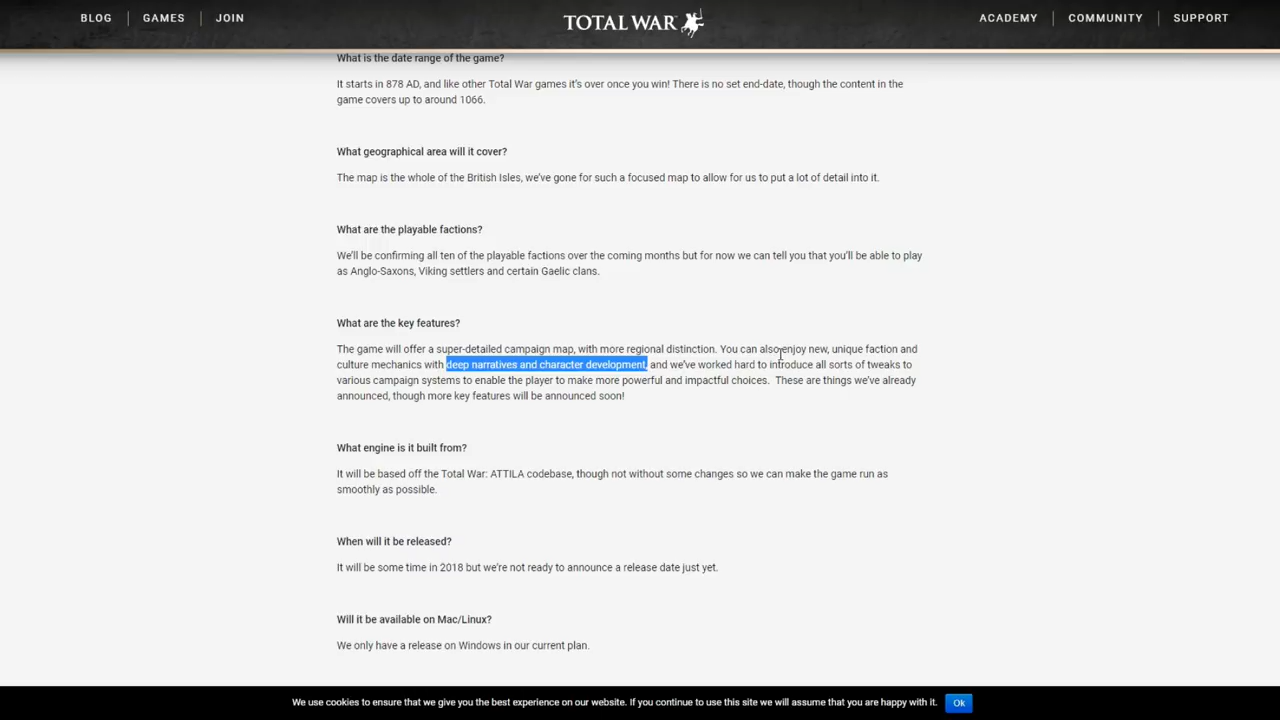 BLOG
GAMES
JOIN
TOTAL WAR
ACADEMY
COMMUNITY
SUPPORT
What is the date range of the game?
It starts in 878 AD, and like other Total War games it's over once you win! There is no set end-date, though the content in the
game covers up to around 1066.
What geographical area will it cover?
The map is the whole of the British Isles, we've gone for such a focused map to allow for us to put a lot of detail into it.
What are the playable factions?
We'll be confirming all ten of the playable factions over the coming months but for now we can tell you that you'll be able to play
as Anglo-Saxons, Viking settlers and certain Gaelic clans.
What are the key features?
The game will offer a super-detailed campaign map, with more regional distinction. You can also enjoy new, unique faction and
culture mechanics with deep narratives and character development, and we've worked hard to introduce all sorts of tweaks to
various campaign systems to enable the player to make more powerful and impactful choices. These are things we've already
announced, though more key features will be announced soon!
What engine is it built from?
It will be based off the Total War: ATTILA codebase, though not without some changes so we can make the game run as
smoothly as possible.
When will it be released?
It will be some time in 2018 but we're not ready to announce a release date just yet.
Will it be available on Mac/Linux?
We only have a release on Windows in our current plan.
We use cookies to ensure that we give you the best experience on our website. If you continue to use this site we will assume that you are happy with it.
Ok